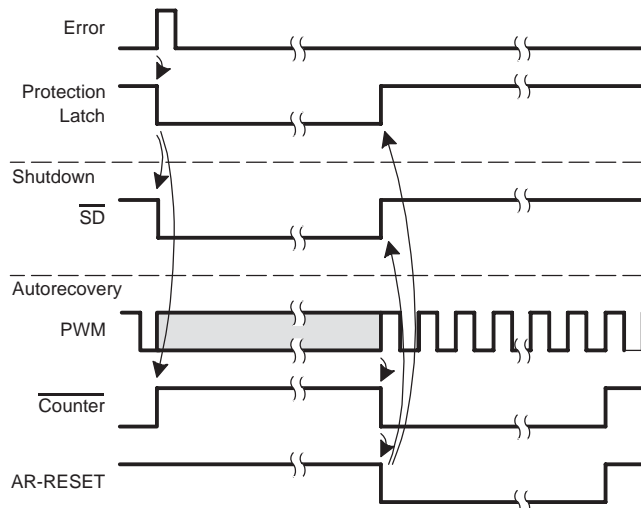 Error
Protection
Latch
Shutdown
SD
Autorecovery
PWM
Counter
AR-RESET